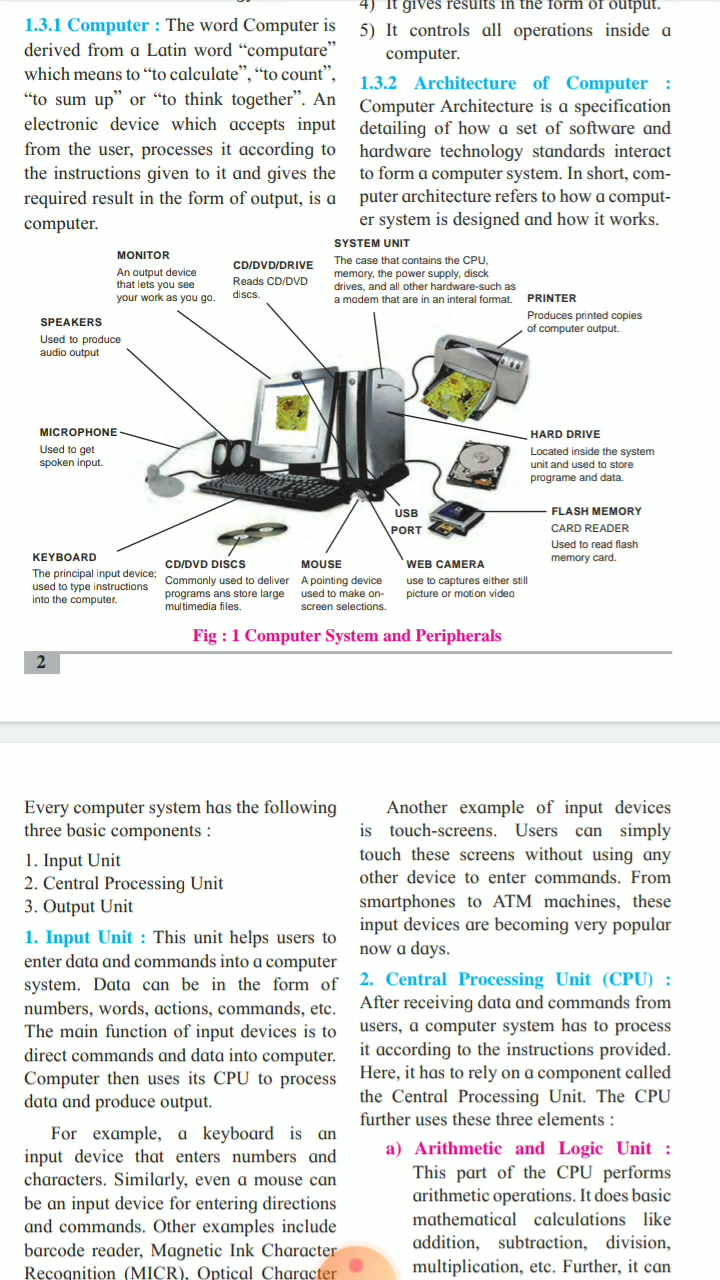 1.3.1 Computer : The word Computer is
derived from a Latin word “computare”
which means to “to calculate”, “to count”,
“to sum up” or “to think together”. An
electronic device which accepts input
from the user, processes it according to
the instructions given to it and gives the
required result in the form of output, is a
computer.
4) It gives results in the form of output.
5) It controls all operations inside a
computer.
1.3.2 Architecture of Computer :
Computer Architecture is a specification
detailing of how a set of software and
hardware technology standards interact
to form a computer system. In short, com-
puter architecture refers to how a comput-
er system is designed and how it works.
MONITOR
An output device
that lets you see
your work as you go.
CD/DVD/DRIVE
Reads CD/DVD
discs.
SYSTEM UNIT
The case that contains the CPU,
memory, the power supply, disck
drives, and all other hardware-such as
a modem that are in an interal format.
PRINTER
Produces printed copies
of computer output.
SPEAKERS
Used to produce
audio output
MICROPHONE
Used to get
spoken input.
HARD DRIVE
Located inside the system
unit and used to store
programe and data.
USB
PORT
FLASH MEMORY
CARD READER
Used to read flash
memory card.
KEYBOARD
The principal input device;
used to type instructions
into the computer.
CD/DVD DISCS
Commonly used to deliver
programs ans store large
multimedia files.
MOUSE
A pointing device
used to make on-
screen selections.
WEB CAMERA
use to captures either still
picture or motion video
Fig : 1 Computer System and Peripherals
2
Every computer system has the following
three basic components :
1. Input Unit
2. Central Processing Unit
3. Output Unit
1. Input Unit : This unit helps users to
enter data and commands into a computer
system. Data can be in the form of
numbers, words, actions, commands, etc.
The main function of input devices is to
direct commands and data into computer.
Computer then uses its CPU to process
data and produce output.
For example, a keyboard is an
input device that enters numbers and
characters. Similarly, even a mouse can
be an input device for entering directions
and commands. Other examples include
barcode reader, Magnetic Ink Character
Recognition (MICR), Optical Character
Another example of input devices
is touch-screens. Users can simply
touch these screens without using any
other device to enter commands. From
smartphones to ATM machines, these
input devices are becoming very popular
now a days.
2. Central Processing Unit (CPU) :
After receiving data and commands from
users, a computer system has to process
it according to the instructions provided.
Here, it has to rely on a component called
the Central Processing Unit. The CPU
further uses these three elements :
a) Arithmetic and Logic Unit :
This part of the CPU performs
arithmetic operations. It does basic
mathematical calculations like
addition, subtraction, division,
multiplication, etc. Further, it can